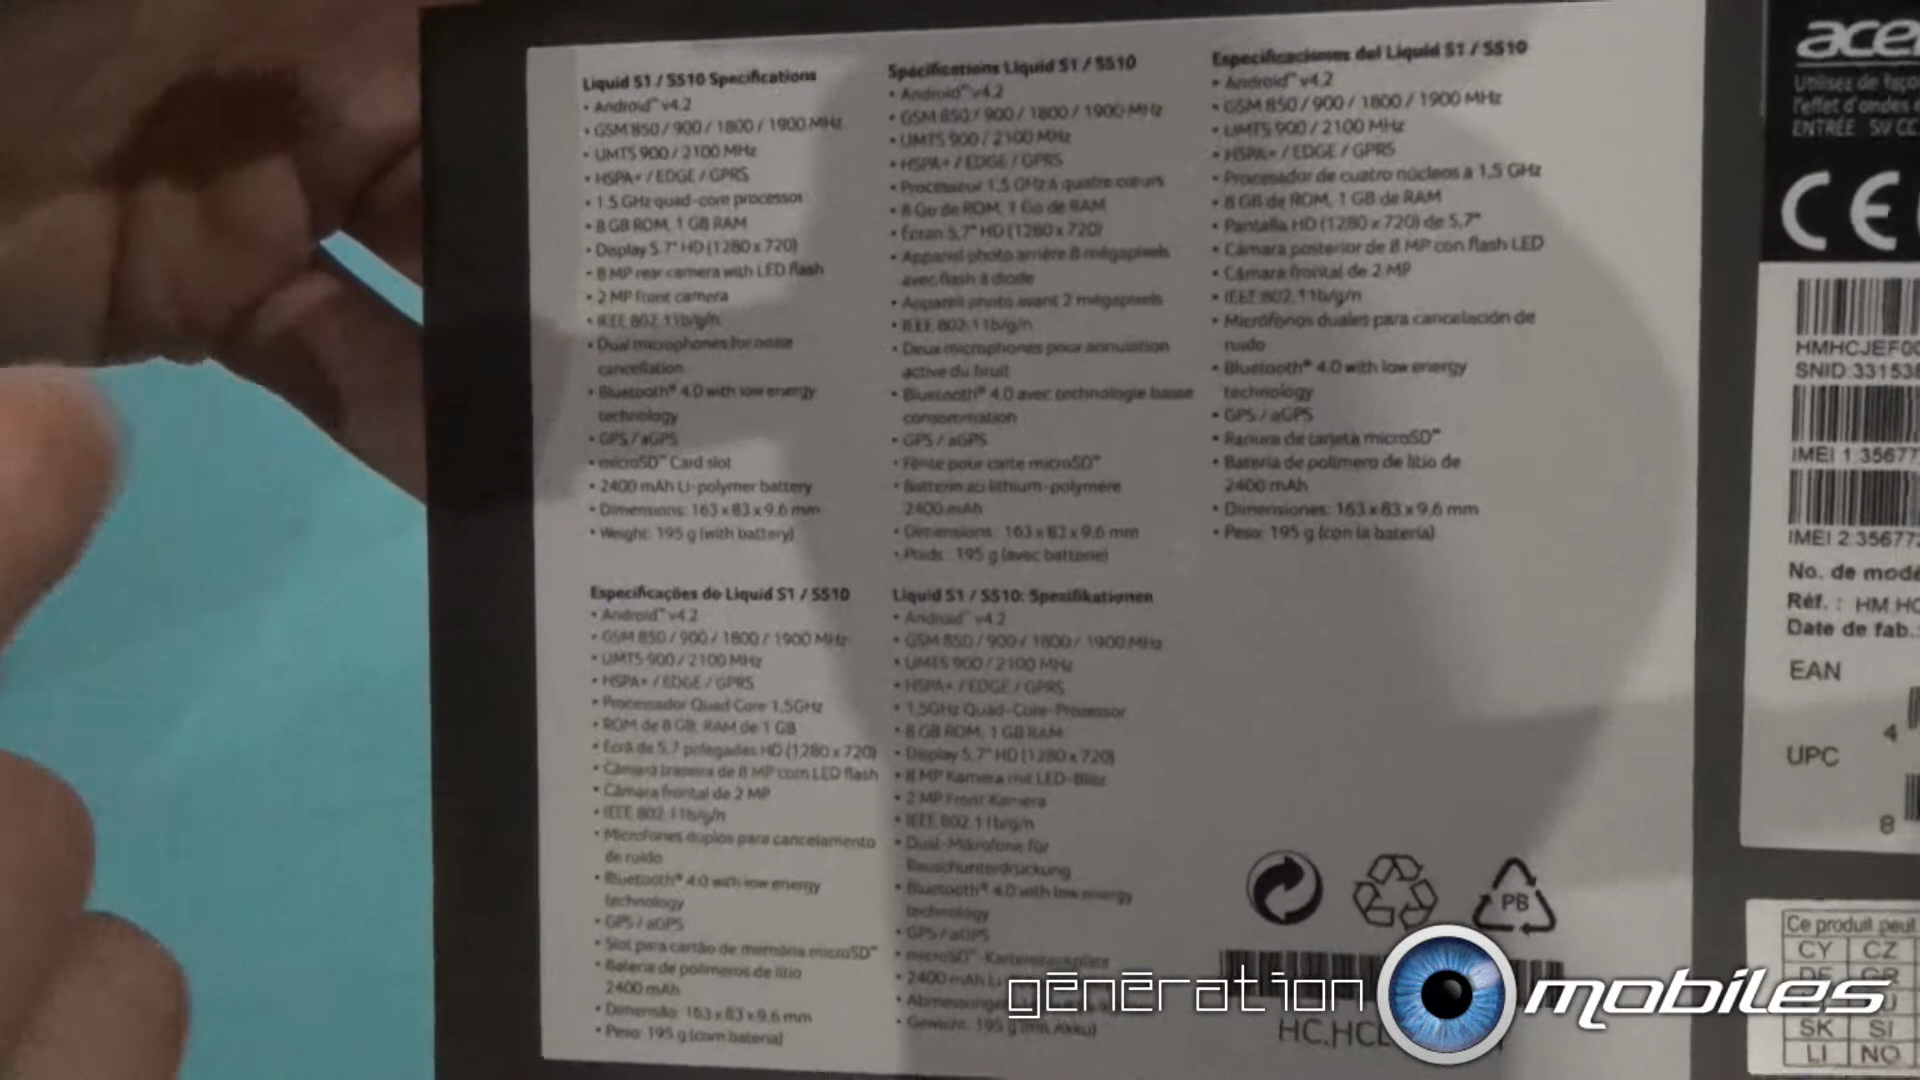 Liquid S1 / S510 Specifications
• Android™ v4.2
• GSM 850 / 900 / 1800 / 1900 MHz
• UMTS 900 / 2100 MHz
• HSPA+ / EDGE / GPRS
• 1.5 GHz quad-core processor
• 8 GB ROM, 1 GB RAM
• Display 5.7" HD (1280 x 720)
• 8 MP rear camera with LED flash
• 2 MP front camera
• IEEE 802.11b/g/n
• Dual microphones for noise
cancellation
• Bluetooth® 4.0 with low energy
technology
• GPS / aGPS
• microSD™ Card slot
• 2400 mAh Li-polymer battery
• Dimensions: 163 x 83 x 9.6 mm
• Weight: 195 g (with battery)
Spécifications Liquid S1 / S510
• Android™ v4.2
• GSM 850 / 900 / 1800 / 1900 MHz
• UMTS 900 / 2100 MHz
• HSPA+ / EDGE / GPRS
• Processeur 1,5 GHz à quatre cœurs
• 8 Go de ROM, 1 Go de RAM
• Écran 5,7" HD (1280 x 720)
• Appareil photo arrière 8 mégapixels
avec flash à diode
• Appareil photo avant 2 mégapixels
• IEEE 802.11b/g/n
• Deux microphones pour annulation
active du bruit
• Bluetooth® 4.0 avec technologie basse
consommation
• GPS / aGPS
• Fente pour carte microSD™
• Batterie au lithium-polymère
2400 mAh
• Dimensions : 163 x 83 x 9,6 mm
• Poids : 195 g (avec batterie)
Especificaciones del Liquid S1 / S510
• Android™ v4.2
• GSM 850 / 900 / 1800 / 1900 MHz
• UMTS 900 / 2100 MHz
• HSPA+ / EDGE / GPRS
• Procesador de cuatro núcleos a 1,5 GHz
• 8 GB de ROM, 1 GB de RAM
• Pantalla HD (1280 x 720) de 5,7"
• Cámara posterior de 8 MP con flash LED
• Cámara frontal de 2 MP
• IEEE 802.11b/g/n
• Micrófonos duales para cancelación de
ruido
• Bluetooth® 4.0 with low energy
technology
• GPS / aGPS
• Ranura de tarjeta microSD™
• Batería de polímero de litio de
2400 mAh
• Dimensiones: 163 x 83 x 9,6 mm
• Peso: 195 g (con la batería)
Especificações do Liquid S1 / S510
• Android™ v4.2
• GSM 850 / 900 / 1800 / 1900 MHz
• UMTS 900 / 2100 MHz
• HSPA+ / EDGE / GPRS
• Processador Quad Core 1,5GHz
• ROM de 8 GB, RAM de 1 GB
• Ecrã de 5,7 polegadas HD (1280 x 720)
• Câmara traseira de 8 MP com LED flash
• Câmara frontal de 2 MP
• IEEE 802.11b/g/n
• Microfones duplos para cancelamento
de ruído
• Bluetooth® 4.0 with low energy
technology
• GPS / aGPS
• Slot para cartão de memória microSD™
• Bateria de polímeros de lítio
2400 mAh
• Dimensão: 163 x 83 x 9.6 mm
• Peso: 195 g (com bateria)
Liquid S1 / S510: Spezifikationen
• Android™ v4.2
• GSM 850 / 900 / 1800 / 1900 MHz
• UMTS 900 / 2100 MHz
• HSPA+ / EDGE / GPRS
• 1,5GHz Quad-Core-Prozessor
• 8 GB ROM, 1 GB RAM
• Display 5,7" HD (1280 x 720)
• 8 MP Kamera mit LED-Blitz
• 2 MP Front Kamera
• IEEE 802.11b/g/n
• Dual-Mikrofone für
Rauschunterdrückung
• Bluetooth® 4.0 with low energy
technology
• GPS / aGPS
• microSD™-Kartensteckplatz
• 2400 mAh Li
• Abmessungen
• Gewicht: 195 g (mit Akku)
PB
HC.HCE
acer
Utilisez de faço
l'effet d'ondes
ENTRÉE 5V CC
CE
HMHCJEF00
SNID:33153
IMEI 1:35677
IMEI 2:35677
No. de modè
Réf. : HM.HC
Date de fab.:
EAN
4
UPC
8
Ce produit peut
CY CZ
DE GR
SK SI
LI NO
génération mobiles